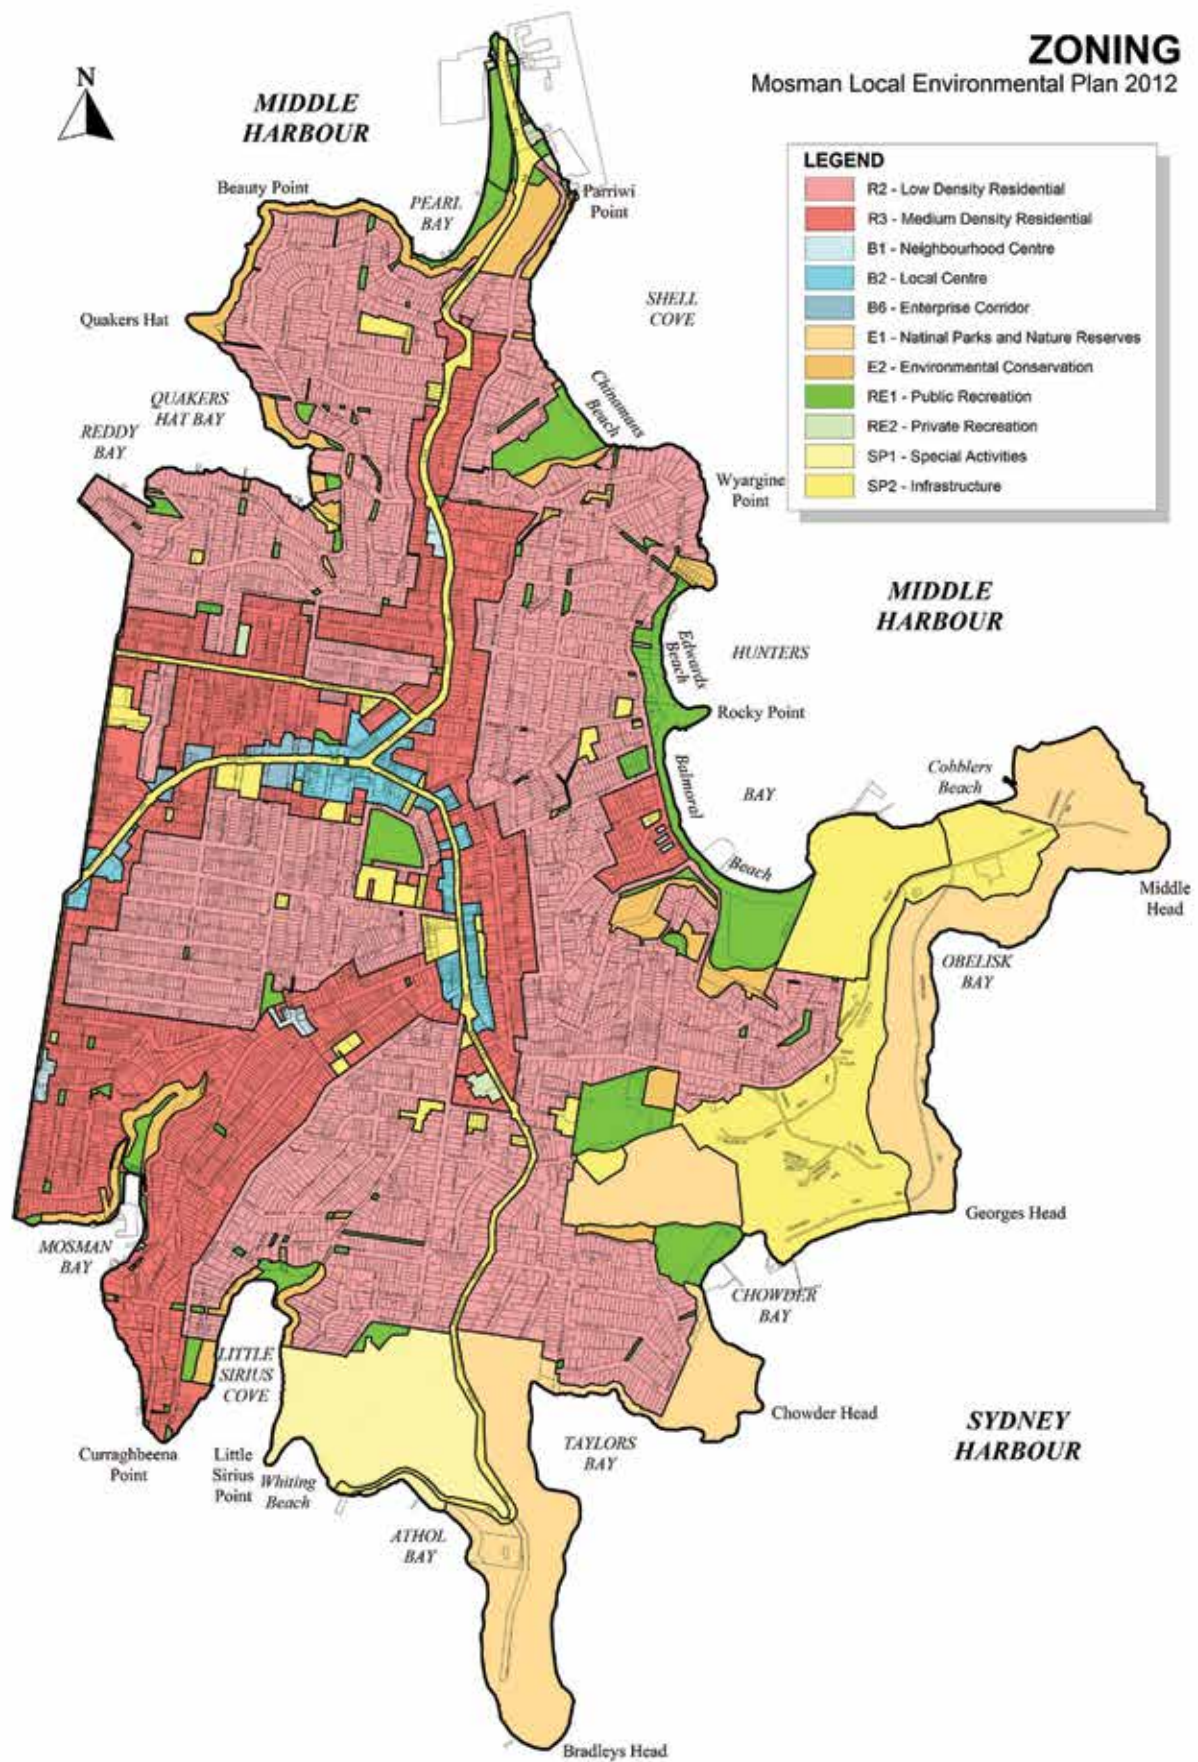 ZONING
Mosman Local Environmental Plan 2012
N
LEGEND
R2 - Low Density Residential
R3 - Medium Density Residential
B1 - Neighbourhood Centre
B2 - Local Centre
B6 - Enterprise Corridor
E1 - Natinal Parks and Nature Reserves
E2 - Environmental Conservation
RE1 - Public Recreation
RE2 - Private Recreation
SP1 - Special Activities
SP2 - Infrastructure
MIDDLE
HARBOUR
Beauty Point
PEARL
BAY
Parriwi
Point
Quakers Hat
SHELL
COVE
QUAKERS
HAT BAY
Chinamans
Beach
REDDY
BAY
Wyargine
Point
MIDDLE
HARBOUR
Edwards
Beach
HUNTERS
Rocky Point
Balmoral
BAY
Cobblers
Beach
Beach
Middle
Head
OBELISK
BAY
Georges Head
MOSMAN
BAY
CHOWDER
BAY
LITTLE
SIRIUS
COVE
Chowder Head
SYDNEY
HARBOUR
Curraghbeena
Point
Little
Sirius
Point
Whiting
Beach
TAYLORS
BAY
ATHOL
BAY
Bradleys Head